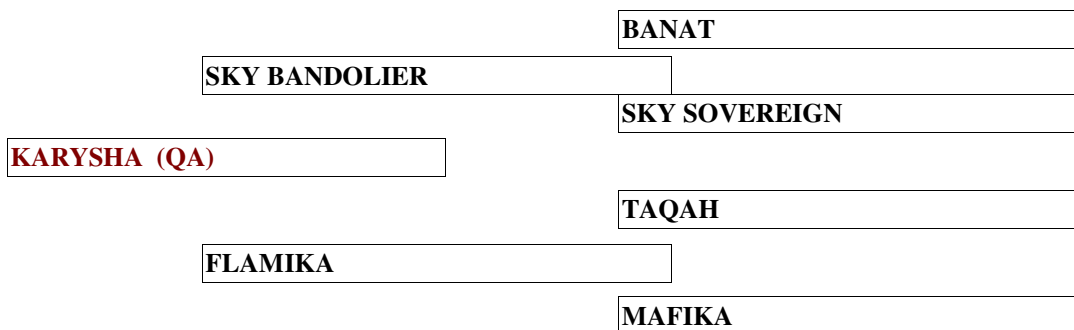 BANAT
SKY BANDOLIER
SKY SOVEREIGN
KARYSHA (QA)
TAQAH
FLAMIKA
MAFIKA